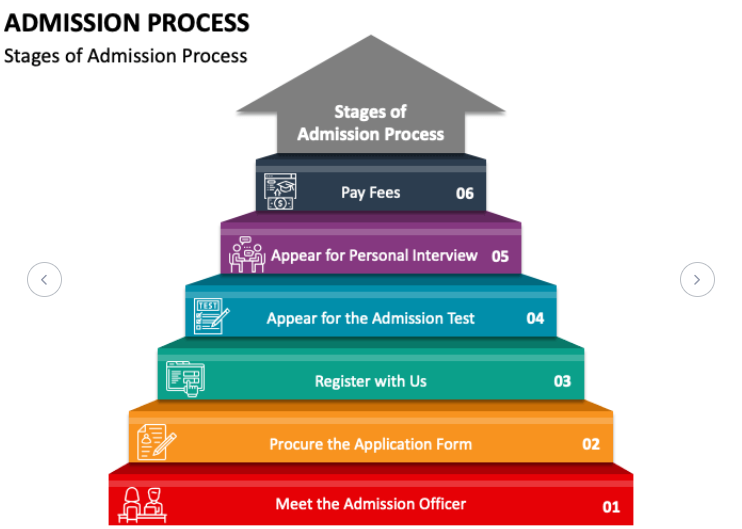 ADMISSION PROCESS
Stages of Admission Process
Stages of
Admission Process
Pay Fees 06
Appear for Personal Interview 05
TEST
Appear for the Admission Test 04
Register with Us 03
Procure the Application Form 02
Meet the Admission Officer 01